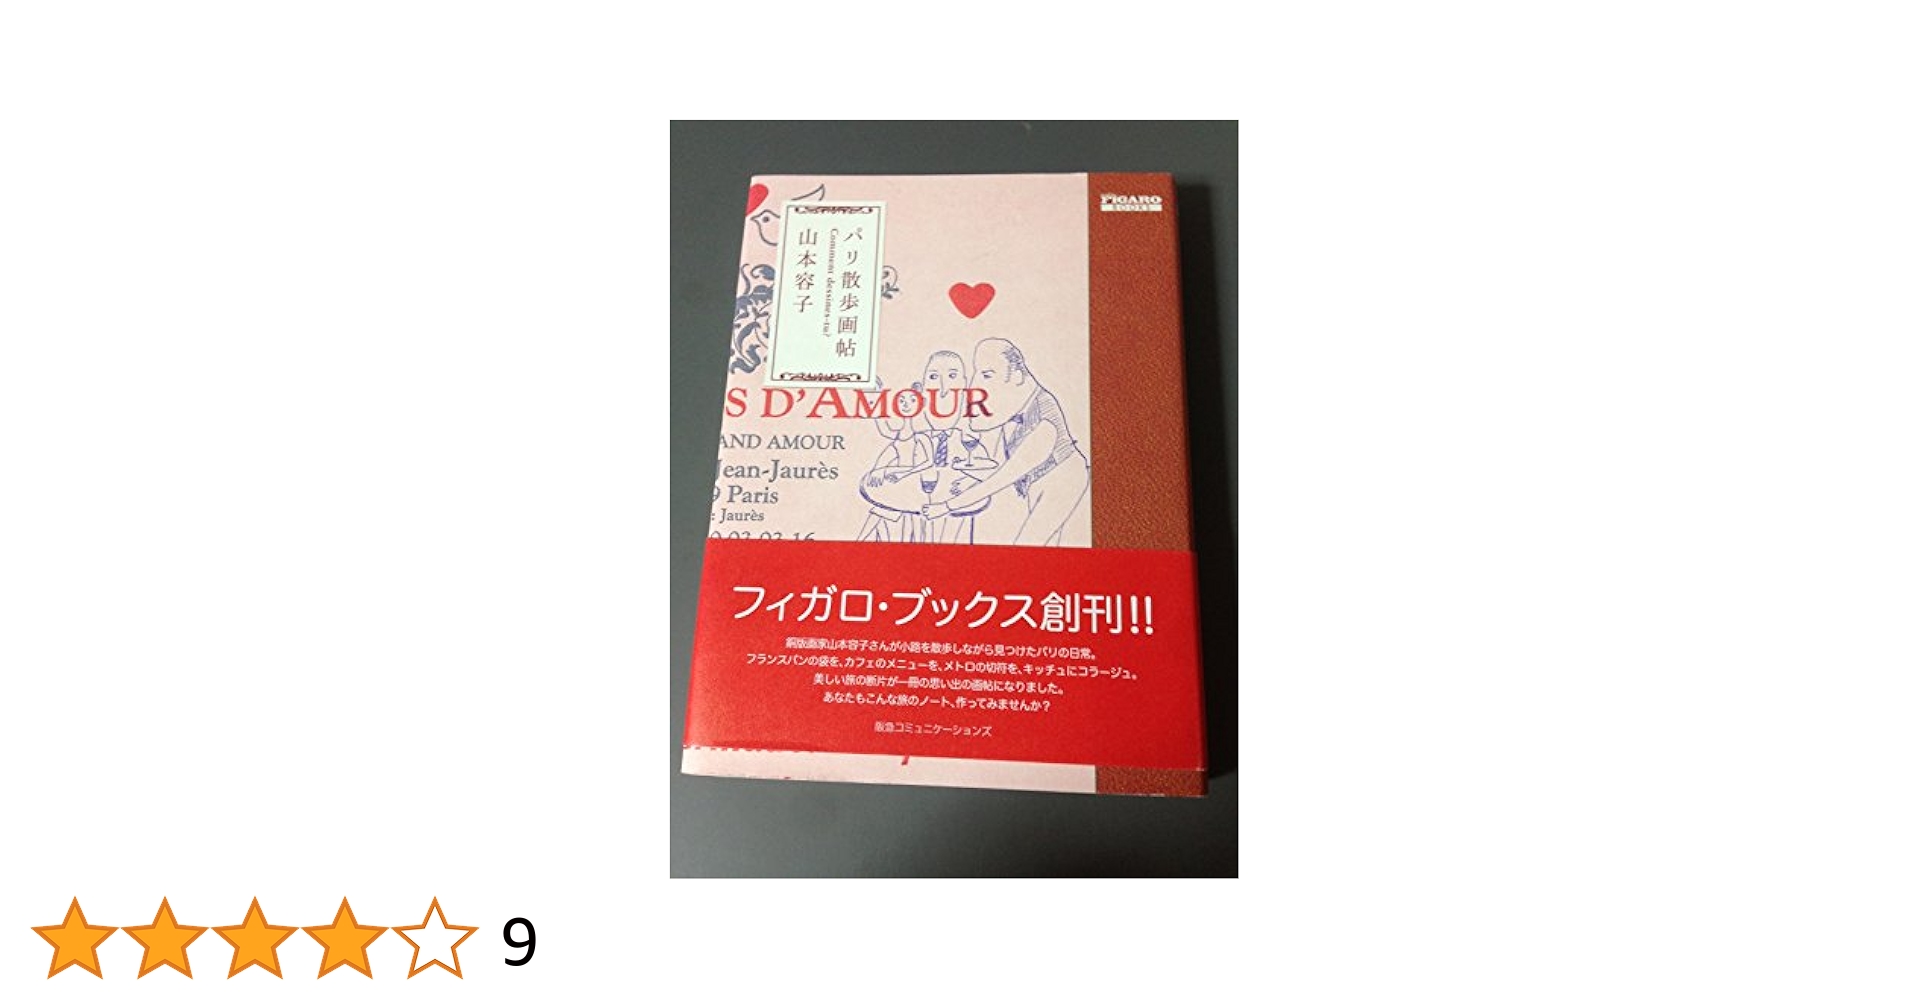 FIGARO
BOOKS
パリ散歩画帖
Comment dessines-tu?
山本容子
S D'AMOUR
AND AMOUR
Jean-Jaurès
9 Paris
: Jaurès
フィガロ・ブックス創刊!!
銅版画家山本容子さんが小路を散歩しながら見つけたパリの日常。
フランスパンの袋を、カフェのメニューを、メトロの切符を、キッチュにコラージュ。
美しい旅の断片が一冊の思い出の画帖になりました。
あなたもこんな旅のノート、作ってみませんか?
阪急コミュニケーションズ
9